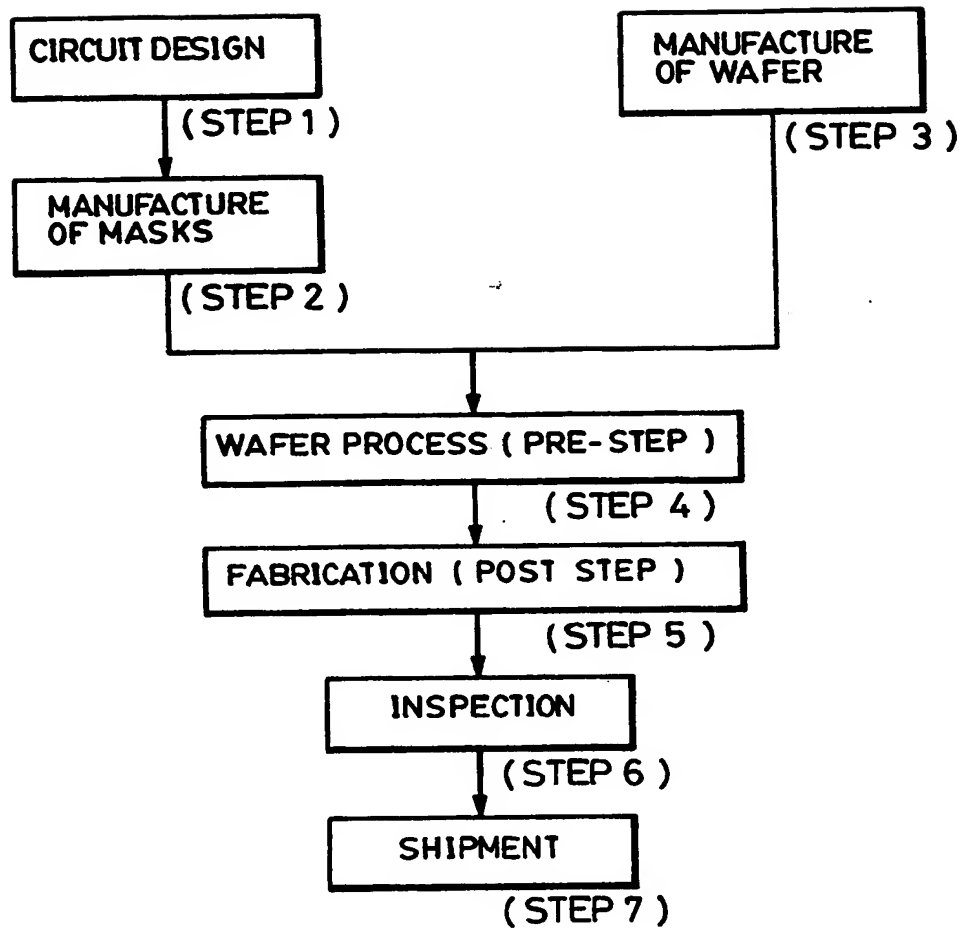 CIRCUIT DESIGN
(STEP 1)
MANUFACTURE
OF MASKS
(STEP 2)
MANUFACTURE
OF WAFER
(STEP 3)
WAFER PROCESS (PRE-STEP)
(STEP 4)
FABRICATION (POST STEP)
(STEP 5)
INSPECTION
(STEP 6)
SHIPMENT
(STEP 7)